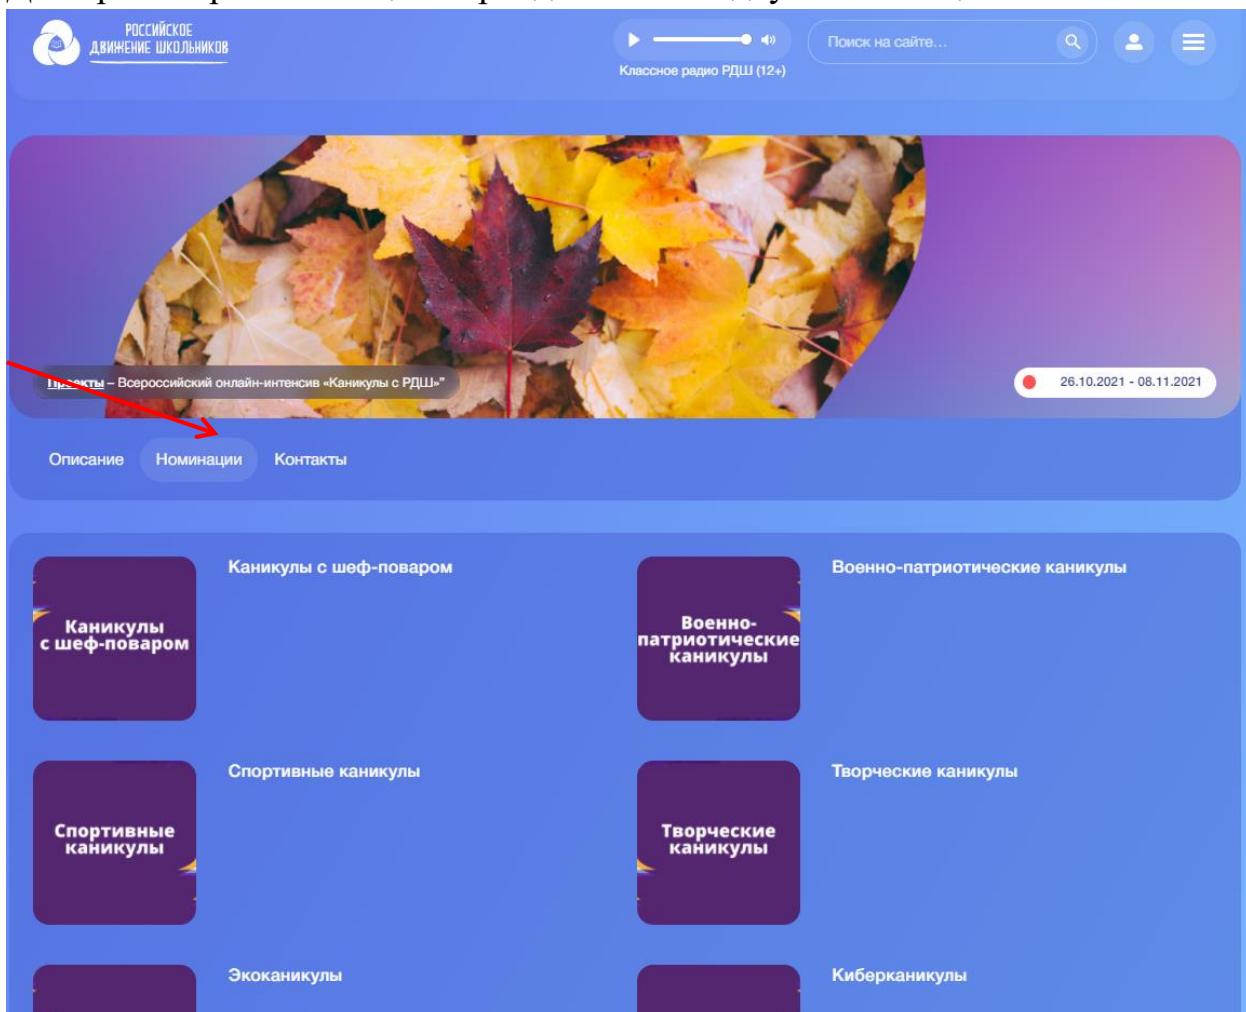 РОССИЙСКОЕ
ДВИЖЕНИЕ ШКОЛЬНИКОВ
Классное радио РДШ (12+)
Поиск на сайте...
Проекты – Всероссийский онлайн-интенсив «Каникулы с РДШ»"
26.10.2021 - 08.11.2021
Описание Номинации Контакты
Каникулы
с шеф-поваром
Каникулы с шеф-поваром
Военно-
патриотические
каникулы
Военно-патриотические каникулы
Спортивные
каникулы
Спортивные каникулы
Творческие
каникулы
Творческие каникулы
Экоканикулы
Киберканикулы